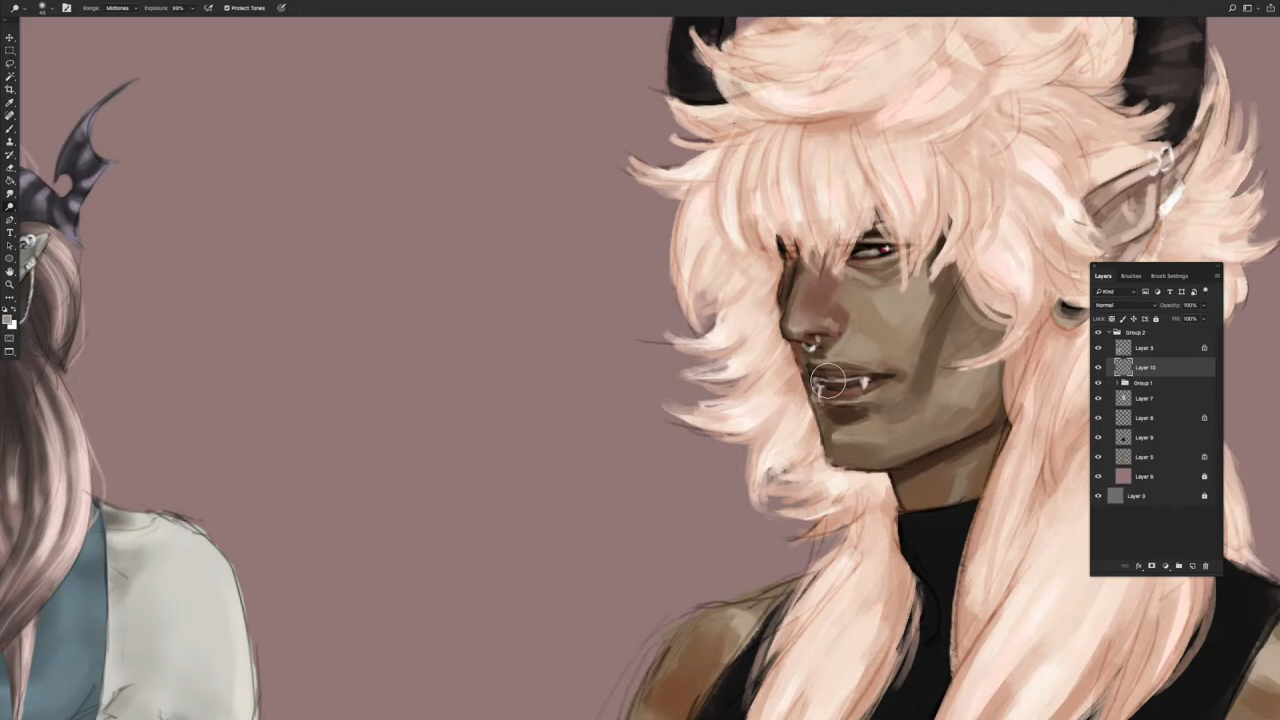 Range: Midtones Exposure: 98% Protect Tones
Layers Brushes Brush Settings
Kind
Normal Opacity: 100%
Lock: Fill: 100%
Group 2
Layer 3
Layer 10
Group 1
Layer 7
Layer 8
Layer 9
Layer 5
Layer 6
Layer 0